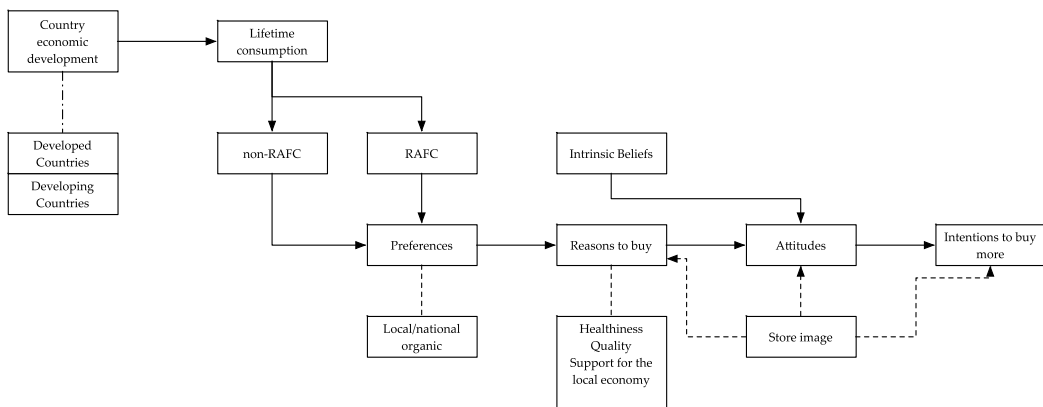 Country
economic
development
Lifetime
consumption
Developed
Countries
Developing
Countries
non-RAFC
RAFC
Intrinsic Beliefs
Preferences
Reasons to buy
Attitudes
Intentions to buy
more
Local/national
organic
Healthiness
Quality
Support for the
local economy
Store image